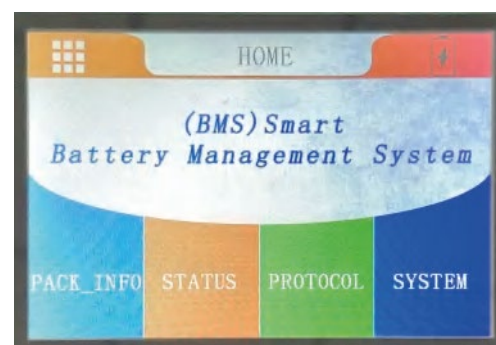 HOME
(BMS)Smart
Battery Management System
PACK_INFO STATUS PROTOCOL SYSTEM